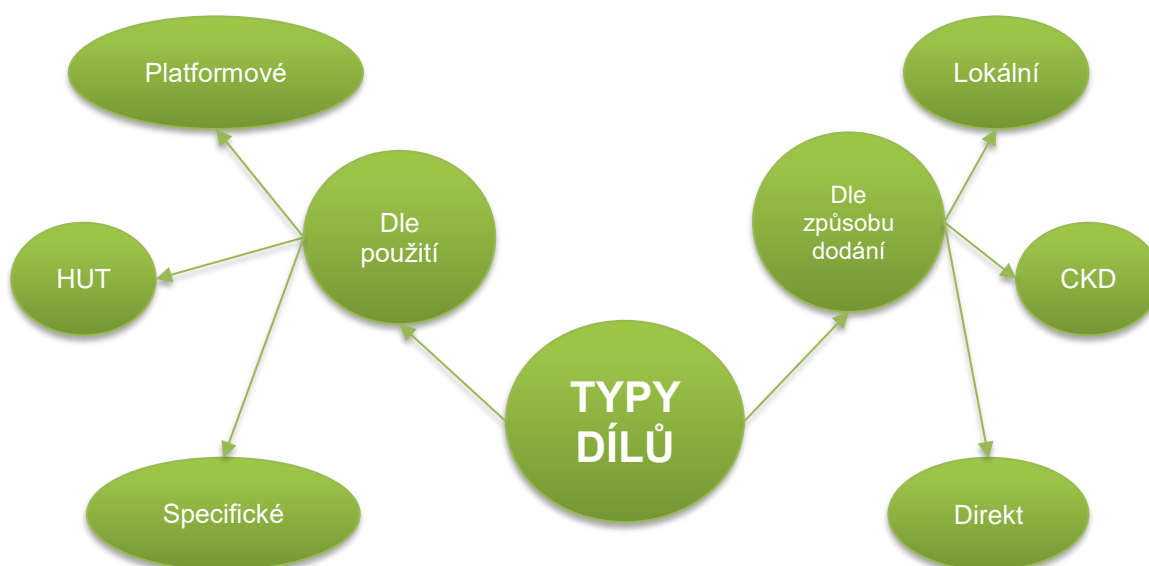 Platformové
Lokální
Dle
použití
Dle
způsobu
dodání
HUT
CKD
TYPY
DÍLŮ
Specifické
Direkt